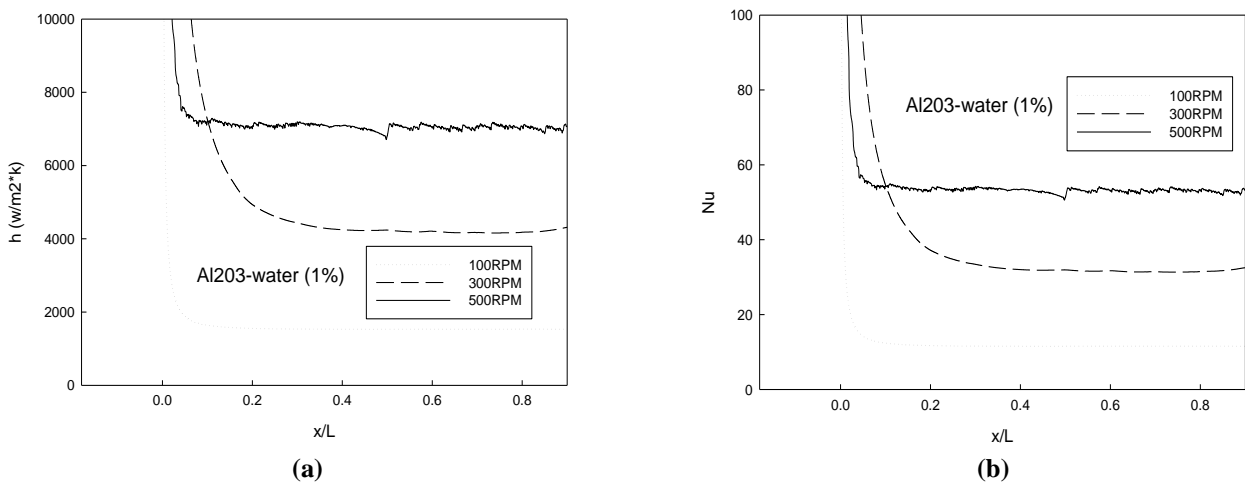 10000
8000
6000
4000
2000
0
h (w/m2*k)
Al203-water (1%)
100RPM
300RPM
500RPM
0.0 0.2 0.4 0.6 0.8
x/L
(a)
100
80
60
40
20
0
Nu
Al203-water (1%)
100RPM
300RPM
500RPM
0.0 0.2 0.4 0.6 0.8
x/L
(b)